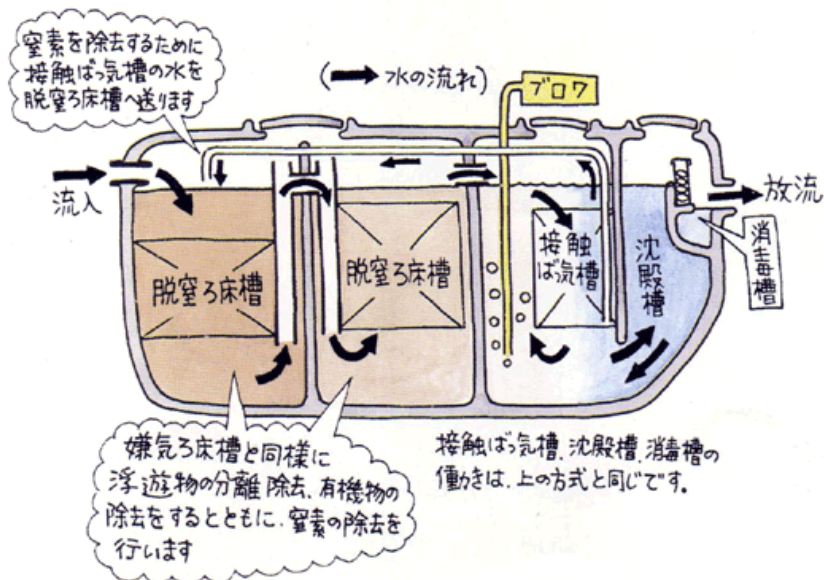 窒素を除去するために
接触ばっ気槽の水を
脱窒ろ床槽へ送ります
(➡水の流れ)
ブロワ
流入
放流
消毒槽
脱窒ろ床槽
脱窒ろ床槽
接触
ばっ気槽
沈殿槽
嫌気ろ床槽と同様に
浮遊物の分離除去、有機物の
除去をするとともに、窒素の除去を
行います
接触ばっ気槽、沈殿槽、消毒槽の
働きは、上の方式と同じです。